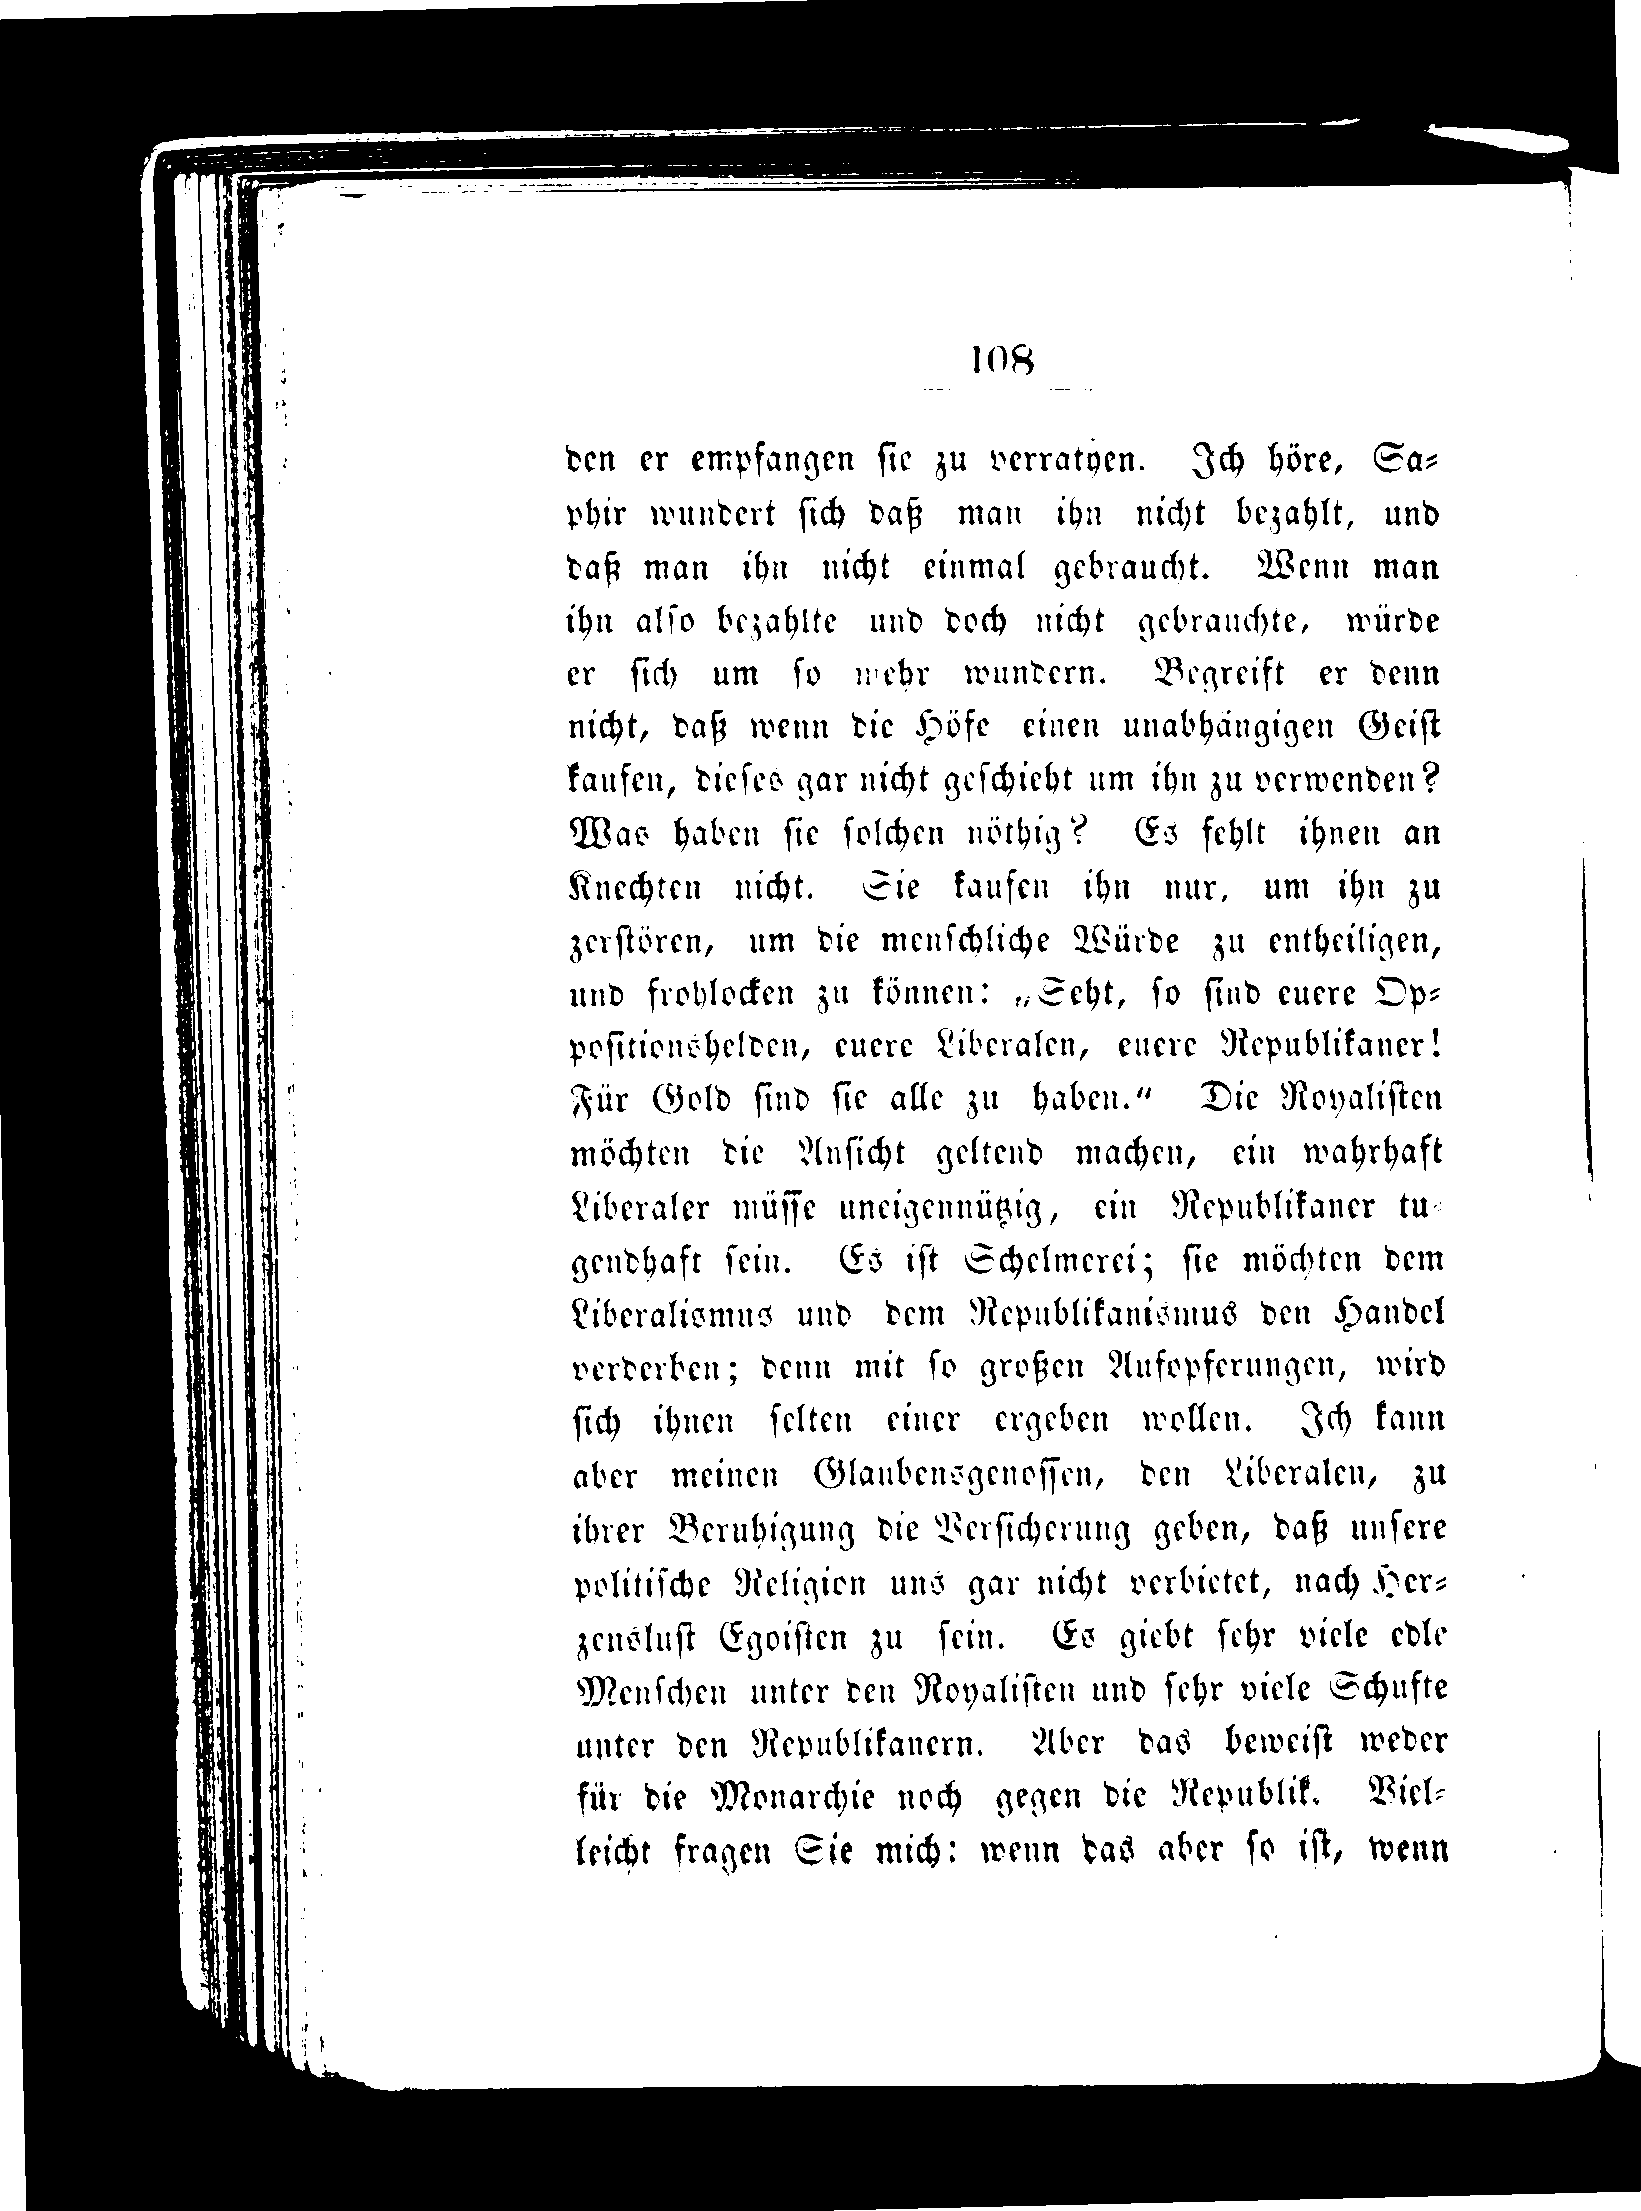 108
den er empfangen sie zu verrathen. Ich höre, Sa-
phir wundert sich daß man ihn nicht bezahlt, und
daß man ihn nicht einmal gebraucht. Wenn man
ihn also bezahlte und doch nicht gebrauchte, würde
er sich um so mehr wundern. Begreift er denn
nicht, daß wenn die Höfe einen unabhängigen Geist
kaufen, dieses gar nicht geschieht um ihn zu verwenden?
Was haben sie solchen nöthig? Es fehlt ihnen an
Knechten nicht. Sie kaufen ihn nur, um ihn zu
zerstören, um die menschliche Würde zu entheiligen,
und frohlocken zu können: „Seht, so sind euere Op-
positionshelden, euere Liberalen, euere Republikaner!
Für Gold sind sie alle zu haben.“ Die Royalisten
möchten die Ansicht geltend machen, ein wahrhaft
Liberaler müsse uneigennützig, ein Republikaner tu-
gendhaft sein. Es ist Schelmerei; sie möchten dem
Liberalismus und dem Republikanismus den Handel
verderben; denn mit so großen Aufopferungen, wird
sich ihnen selten einer ergeben wollen. Ich kann
aber meinen Glaubensgenossen, den Liberalen, zu
ihrer Beruhigung die Versicherung geben, daß unsere
politische Religion uns gar nicht verbietet, nach Her-
zenslust Egoisten zu sein. Es giebt sehr viele edle
Menschen unter den Royalisten und sehr viele Schufte
unter den Republikanern. Aber das beweist weder
für die Monarchie noch gegen die Republik. Viel-
leicht fragen Sie mich: wenn das aber so ist, wenn